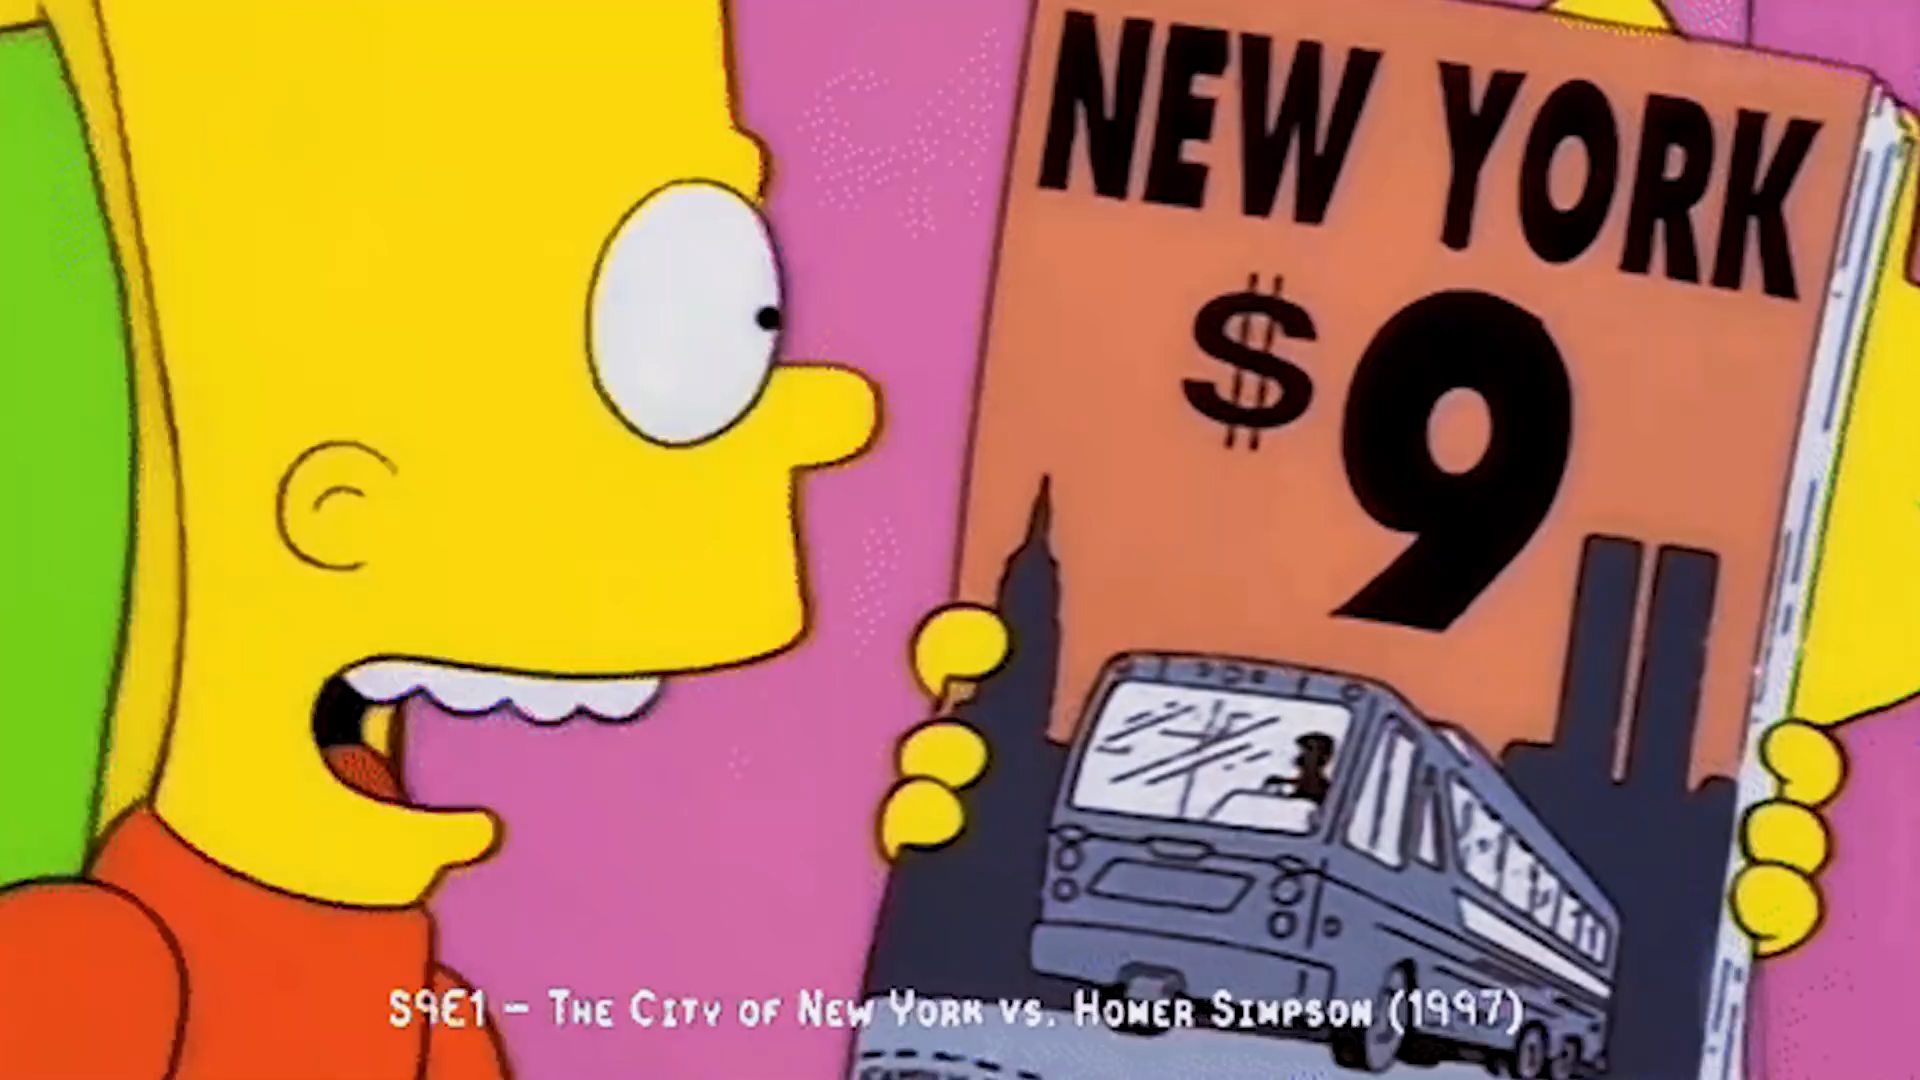 NEW YORK
$9
S9E1 – The City of New York vs. Homer Simpson (1997)